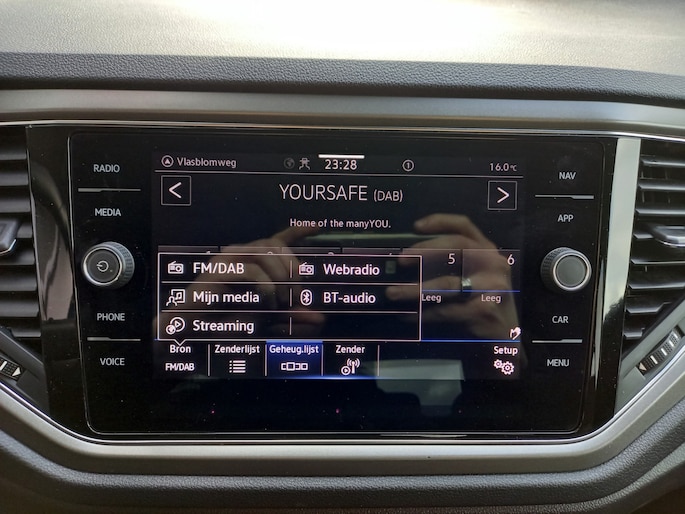 RADIO
MEDIA
PHONE
VOICE
NAV
APP
CAR
MENU
Vlasblomweg
23:28
1
16.0°C
<
YOURSAFE (DAB)
>
Home of the manyYOU.
5
6
Leeg
Leeg
FM/DAB
Webradio
Mijn media
BT-audio
Streaming
Bron
FM/DAB
Zenderlijst
Geheug.lijst
Zender
Setup